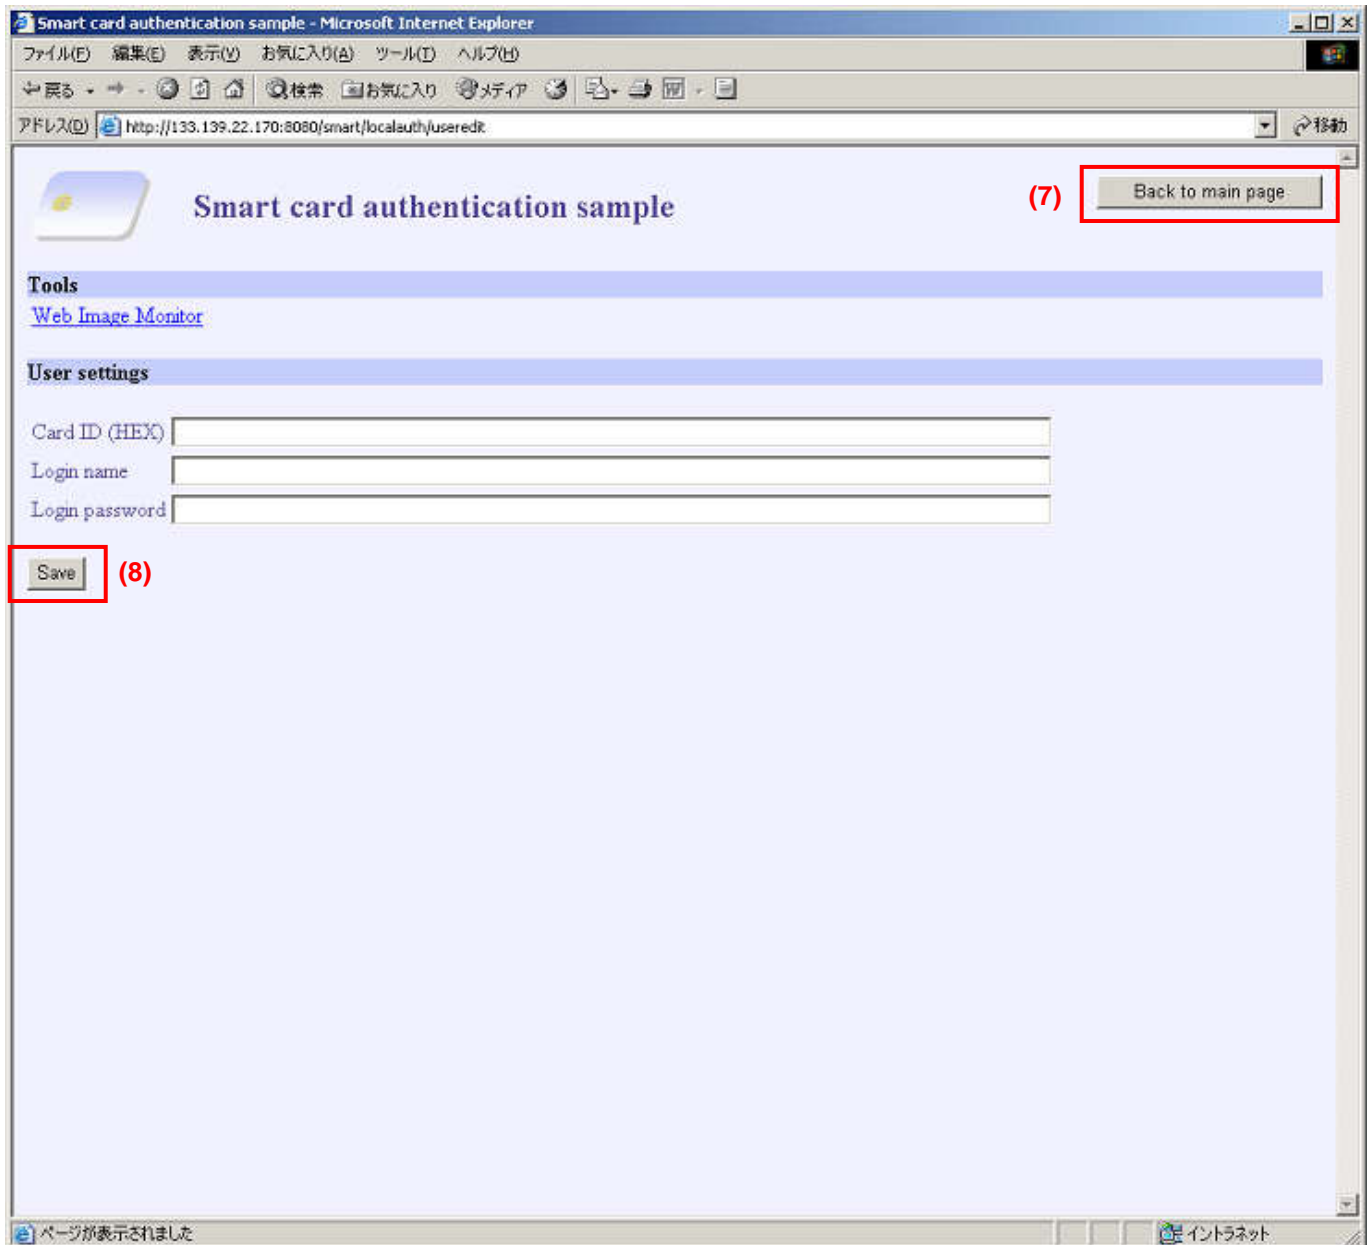 Smart card authentication sample - Microsoft Internet Explorer
ファイル(F) 編集(E) 表示(V) お気に入り(A) ツール(T) ヘルプ(H)
戻る 検索 お気に入り メディア
アドレス(D) http://133.139.22.170:8080/smart/localauth/useredit 移動
Smart card authentication sample
(7) Back to main page
Tools
Web Image Monitor
User settings
Card ID (HEX)
Login name
Login password
Save (8)
ページが表示されました イントラネット